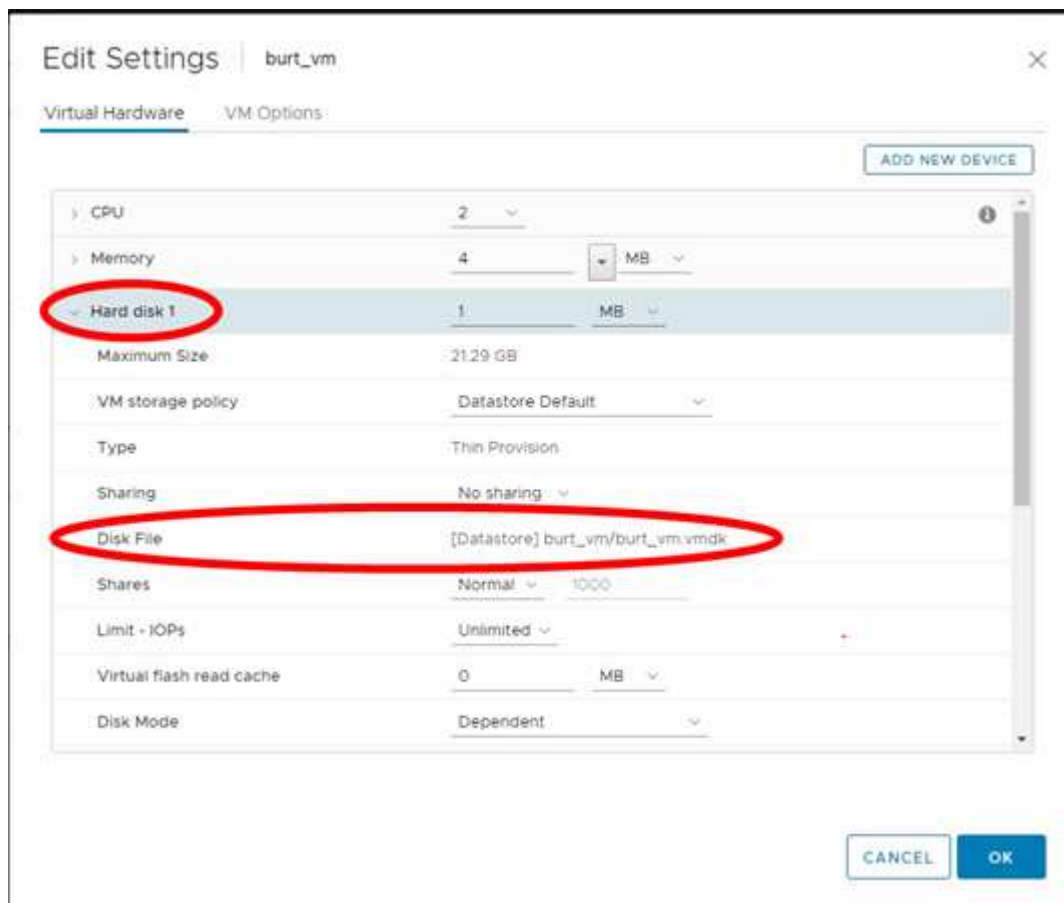 Edit Settings burt_vm
Virtual Hardware VM Options
ADD NEW DEVICE
CPU 2
Memory 4 MB
Hard disk 1 1 MB
Maximum Size 21.29 GB
VM storage policy Datastore Default
Type Thin Provision
Sharing No sharing
Disk File [Datastore] burt_vm/burt_vm.vmdk
Shares Normal 1000
Limit - IOPs Unlimited
Virtual flash read cache 0 MB
Disk Mode Dependent
CANCEL OK